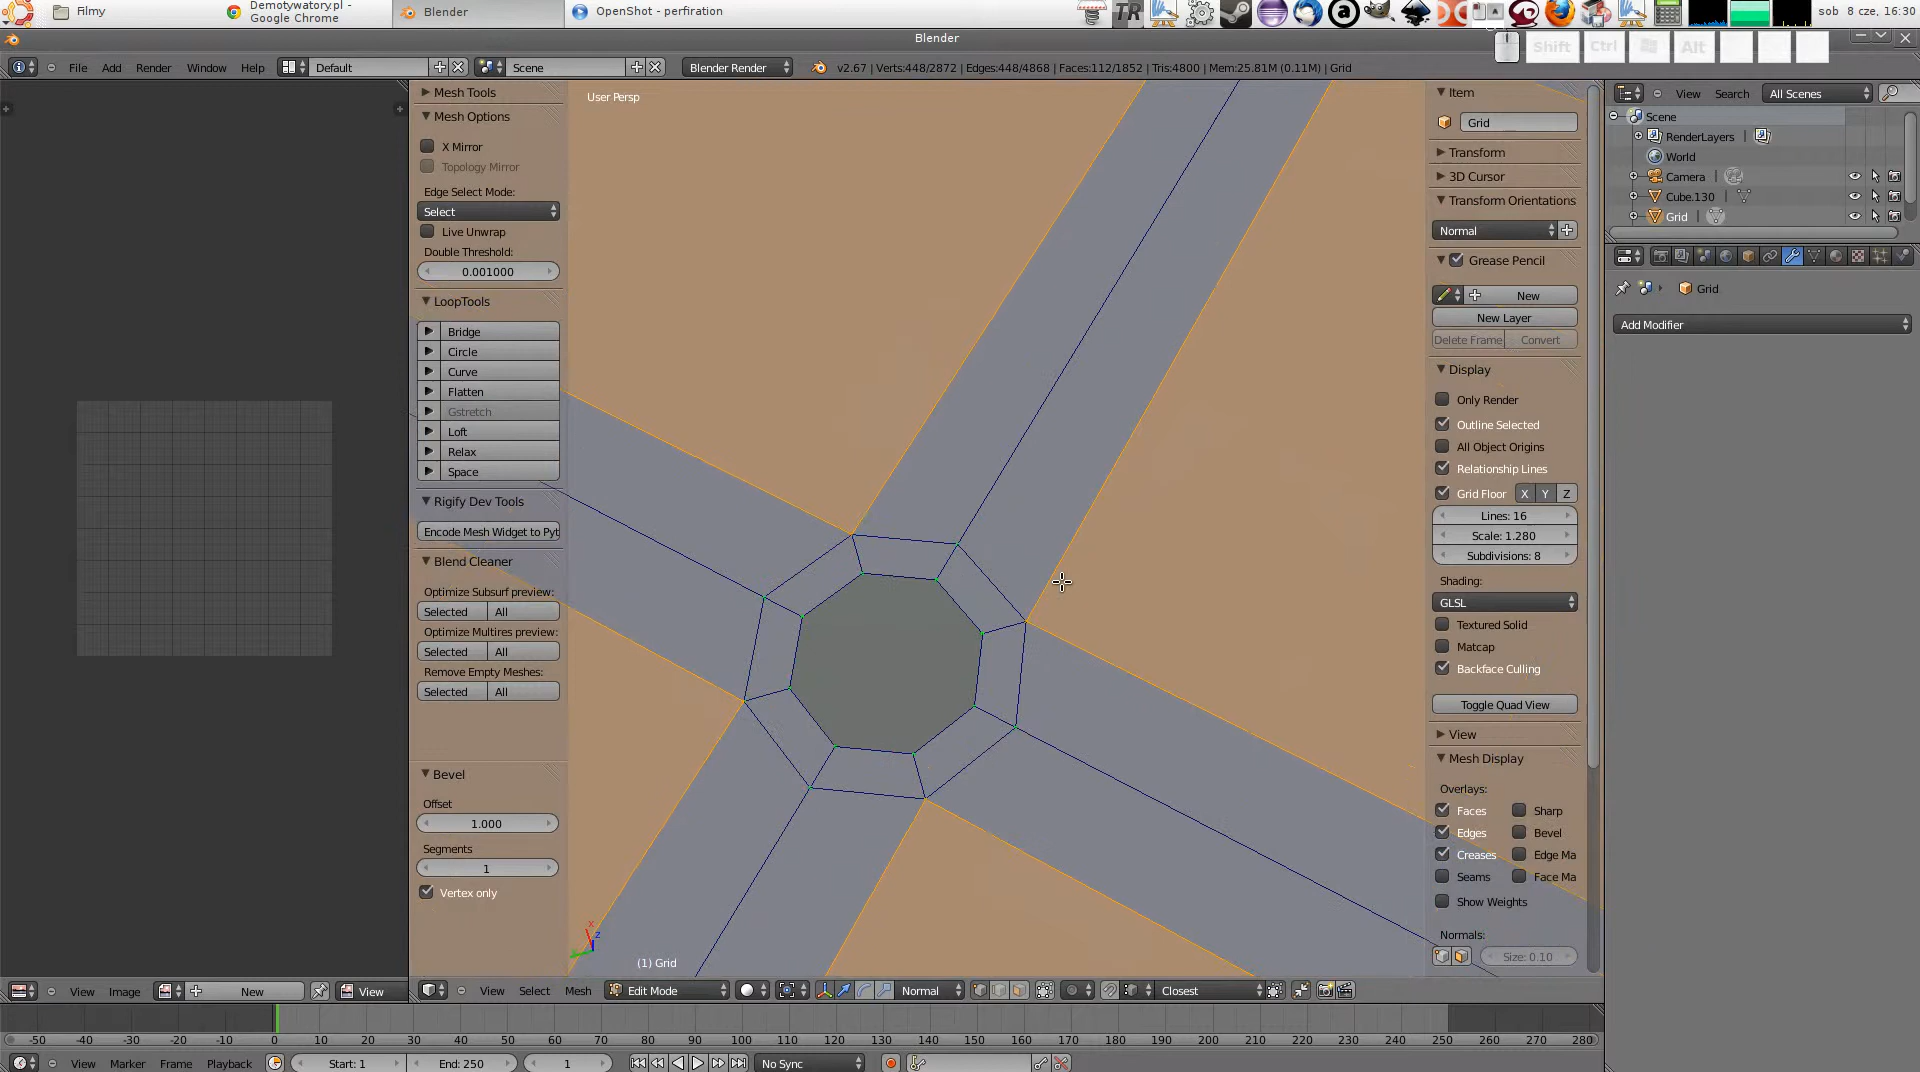 Filmy
Demotywatory.pl - Google Chrome
Blender
OpenShot - perfiration
TR
sob 8 cze, 16:30
Blender
Shift
Ctrl
Alt
File
Add
Render
Window
Help
Default
Scene
Blender Render
v2.67 | Verts:448/2872 | Edges:448/4868 | Faces:112/1852 | Tris:4800 | Mem:25.81M (0.11M) | Grid
Mesh Tools
Mesh Options
X Mirror
Topology Mirror
Edge Select Mode:
Select
Live Unwrap
Double Threshold:
0.001000
LoopTools
Bridge
Circle
Curve
Flatten
Gstretch
Loft
Relax
Space
Rigify Dev Tools
Encode Mesh Widget to Pyt
Blend Cleaner
Optimize Subsurf preview:
Selected
All
Optimize Multires preview:
Selected
All
Remove Empty Meshes:
Selected
All
Bevel
Offset
1.000
Segments
1
Vertex only
User Persp
x
z
(1) Grid
Item
Grid
Transform
3D Cursor
Transform Orientations
Normal
Grease Pencil
New
New Layer
Delete Frame
Convert
Display
Only Render
Outline Selected
All Object Origins
Relationship Lines
Grid Floor
X
Y
Z
Lines: 16
Scale: 1.280
Subdivisions: 8
Shading:
GLSL
Textured Solid
Matcap
Backface Culling
Toggle Quad View
View
Mesh Display
Overlays:
Faces
Sharp
Edges
Bevel
Creases
Edge Ma
Seams
Face Ma
Show Weights
Normals:
Size: 0.10
View
Search
All Scenes
Scene
RenderLayers
World
Camera
Cube.130
Grid
Grid
Add Modifier
View
Image
New
View
View
Select
Mesh
Edit Mode
Normal
Closest
-50 -40 -30 -20 -10 0 10 20 30 40 50 60 70 80 90 100 110 120 130 140 150 160 170 180 190 200 210 220 230 240 250 260 270 280
View
Marker
Frame
Playback
Start: 1
End: 250
1
No Sync